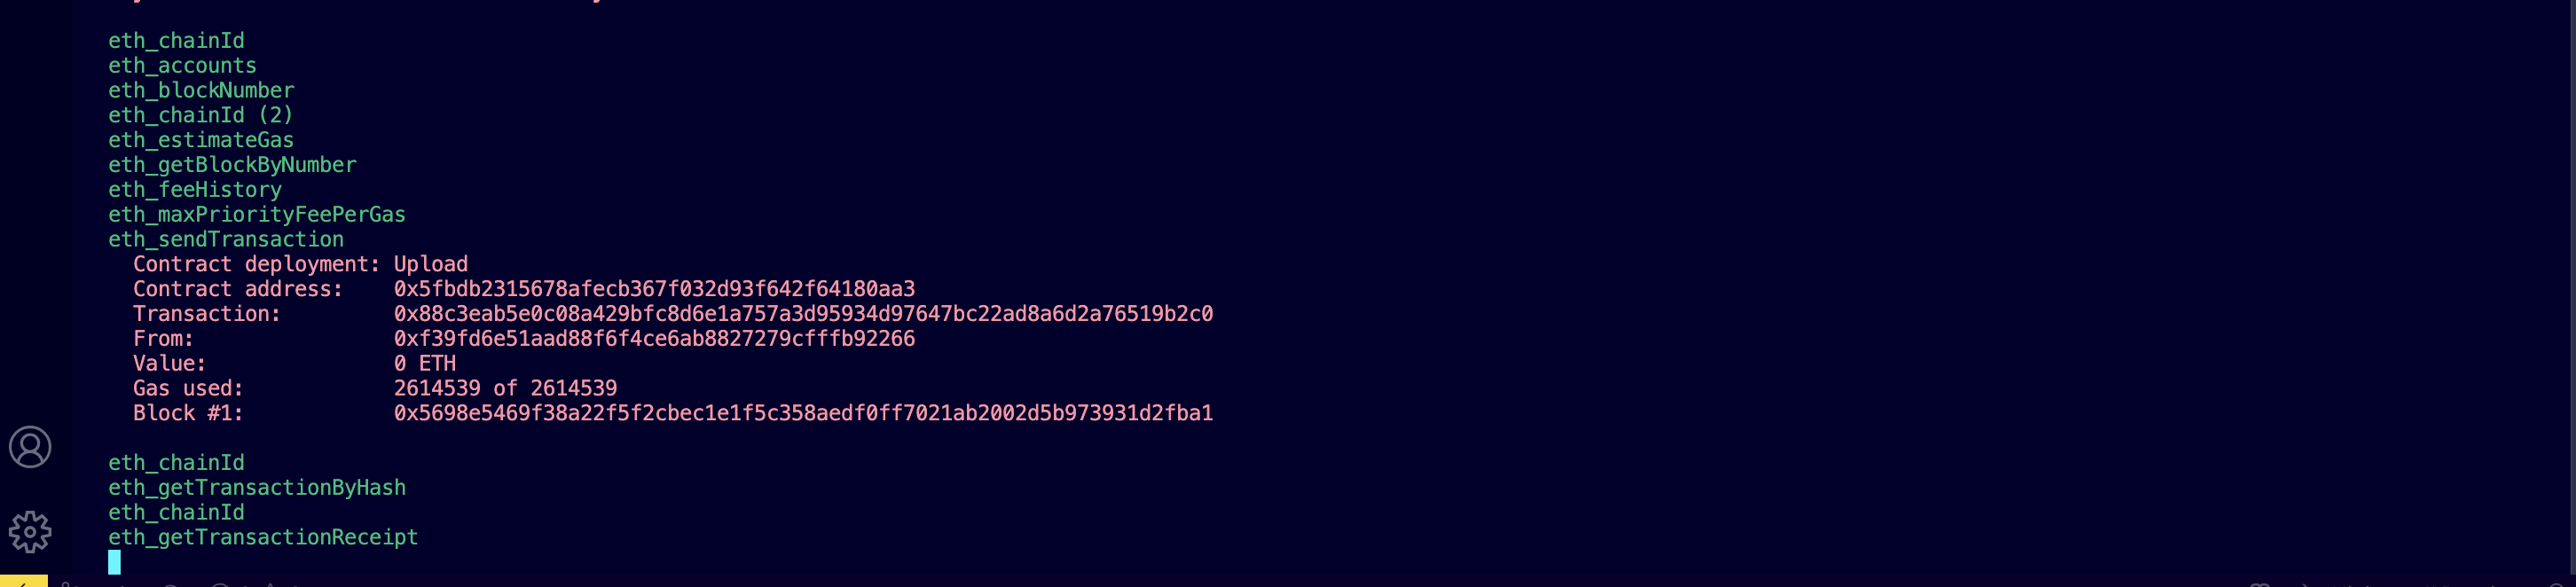 eth_chainId
eth_accounts
eth_blockNumber
eth_chainId (2)
eth_estimateGas
eth_getBlockByNumber
eth_feeHistory
eth_maxPriorityFeePerGas
eth_sendTransaction
Contract deployment: Upload
Contract address: 0x5fbdb2315678afecb367f032d93f642f64180aa3
Transaction: 0x88c3eab5e0c08a429bfc8d6e1a757a3d95934d97647bc22ad8a6d2a76519b2c0
From: 0xf39fd6e51aad88f6f4ce6ab8827279cfffb92266
Value: 0 ETH
Gas used: 2614539 of 2614539
Block #1: 0x5698e5469f38a22f5f2cbec1e1f5c358aedf0ff7021ab2002d5b973931d2fba1
eth_chainId
eth_getTransactionByHash
eth_chainId
eth_getTransactionReceipt